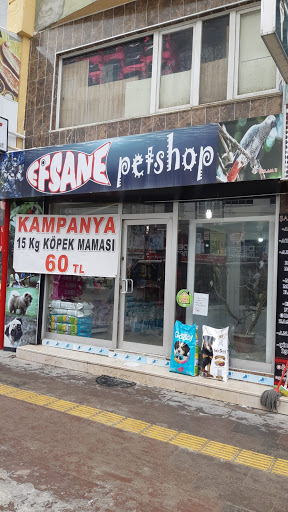 EFSANE petshop
KAMPANYA
15 Kg KÖPEK MAMASI
60 TL